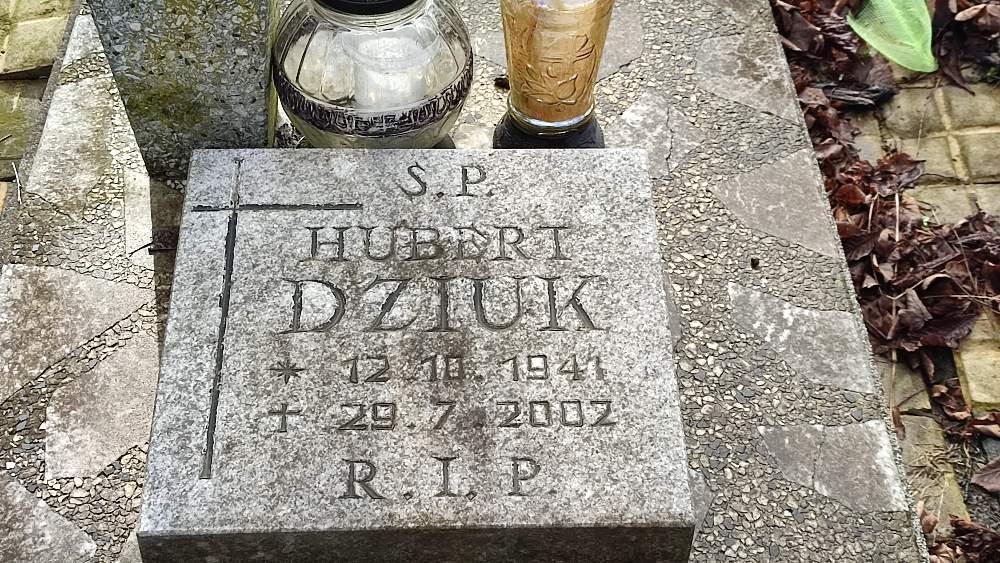 S.P.
HUBERT
DZIUK
* 12.10.1941
+ 29.7.2002
R.I.P.